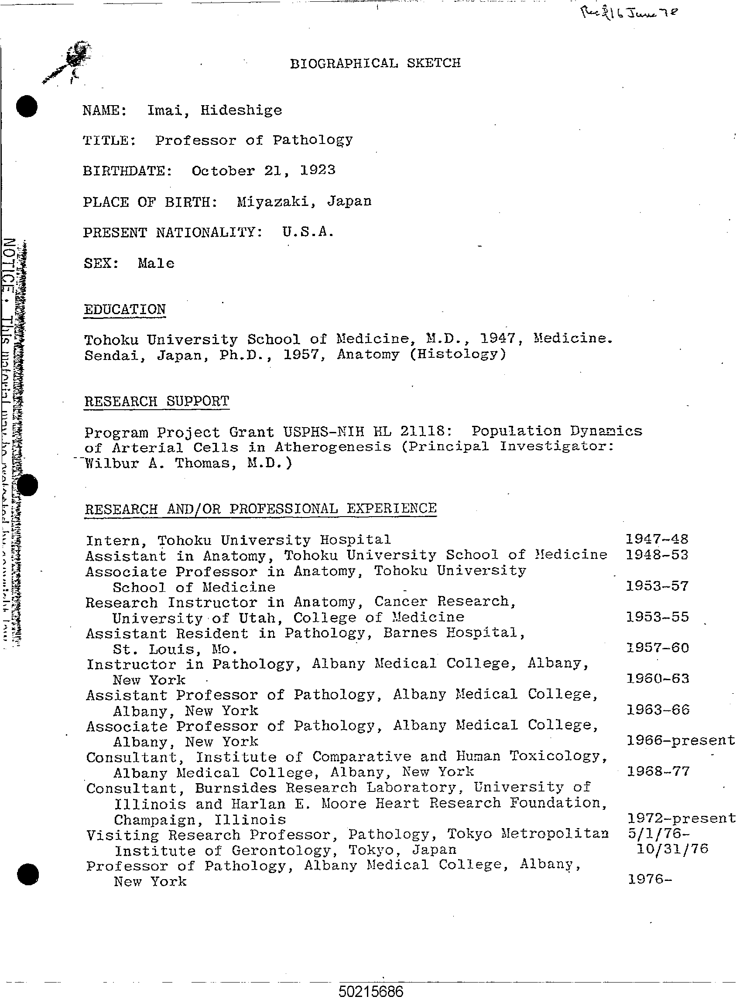 Rec'd 16 June 78
BIOGRAPHICAL SKETCH
NAME: Imai, Hideshige
TITLE: Professor of Pathology
BIRTHDATE: October 21, 1923
PLACE OF BIRTH: Miyazaki, Japan
PRESENT NATIONALITY: U.S.A.
SEX: Male
EDUCATION
Tohoku University School of Medicine, M.D., 1947, Medicine.
Sendai, Japan, Ph.D., 1957, Anatomy (Histology)
RESEARCH SUPPORT
Program Project Grant USPHS-NIH HL 21118: Population Dynamics
of Arterial Cells in Atherogenesis (Principal Investigator:
Wilbur A. Thomas, M.D.)
RESEARCH AND/OR PROFESSIONAL EXPERIENCE
Intern, Tohoku University Hospital 1947-48
Assistant in Anatomy, Tohoku University School of Medicine 1948-53
Associate Professor in Anatomy, Tohoku University
School of Medicine 1953-57
Research Instructor in Anatomy, Cancer Research,
University of Utah, College of Medicine 1953-55
Assistant Resident in Pathology, Barnes Hospital,
St. Louis, Mo. 1957-60
Instructor in Pathology, Albany Medical College, Albany,
New York 1960-63
Assistant Professor of Pathology, Albany Medical College,
Albany, New York 1963-66
Associate Professor of Pathology, Albany Medical College,
Albany, New York 1966-present
Consultant, Institute of Comparative and Human Toxicology,
Albany Medical College, Albany, New York 1968-77
Consultant, Burnsides Research Laboratory, University of
Illinois and Harlan E. Moore Heart Research Foundation,
Champaign, Illinois 1972-present
Visiting Research Professor, Pathology, Tokyo Metropolitan 5/1/76-
Institute of Gerontology, Tokyo, Japan 10/31/76
Professor of Pathology, Albany Medical College, Albany,
New York 1976-
NOTICE: This material may be protected by copyright law
50215686